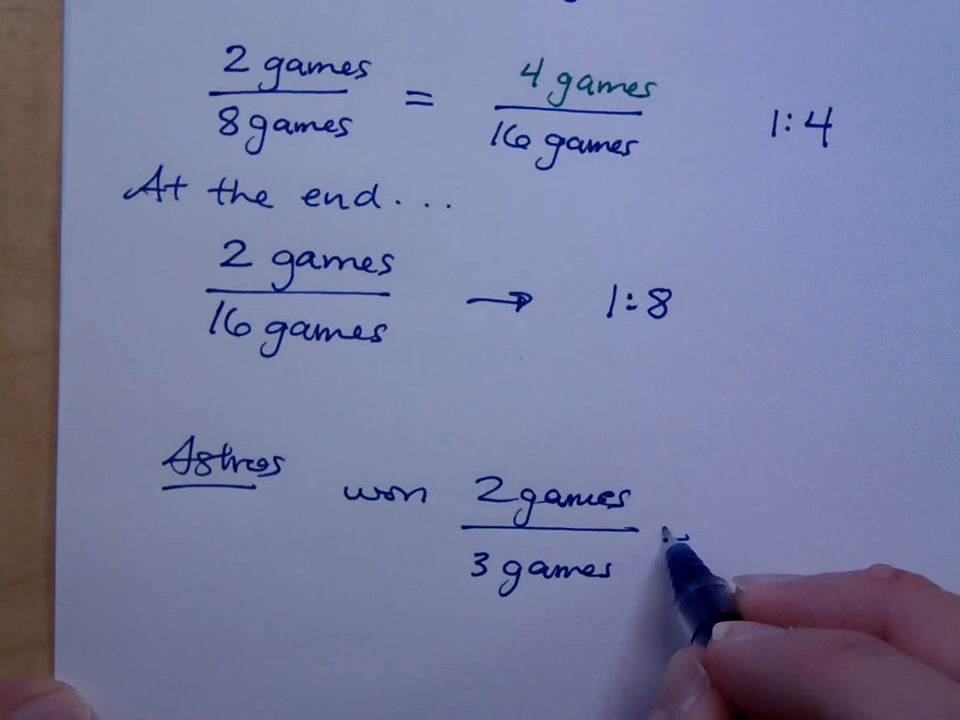 2 games = 4 games 1:4
8 games 16 games
At the end...
2 games → 1:8
16 games
Astros won 2 games
3 games